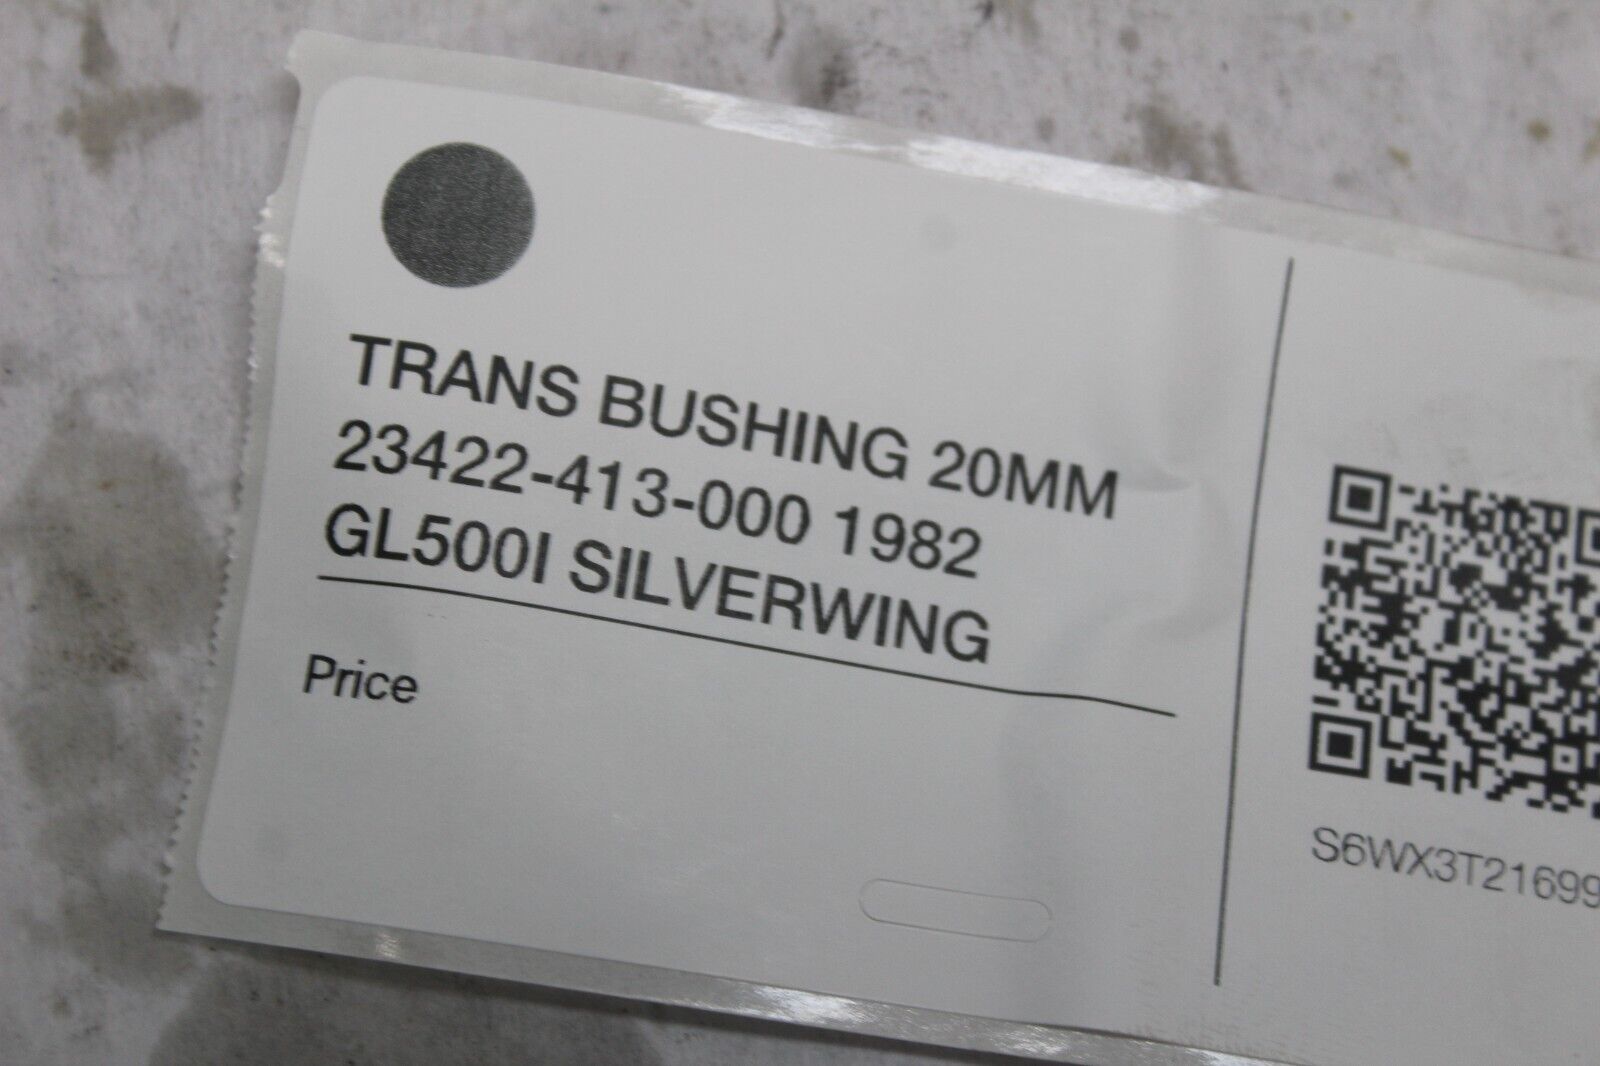 TRANS BUSHING 20MM
23422-413-000 1982
GL500I SILVERWING
Price
S6WX3T21699